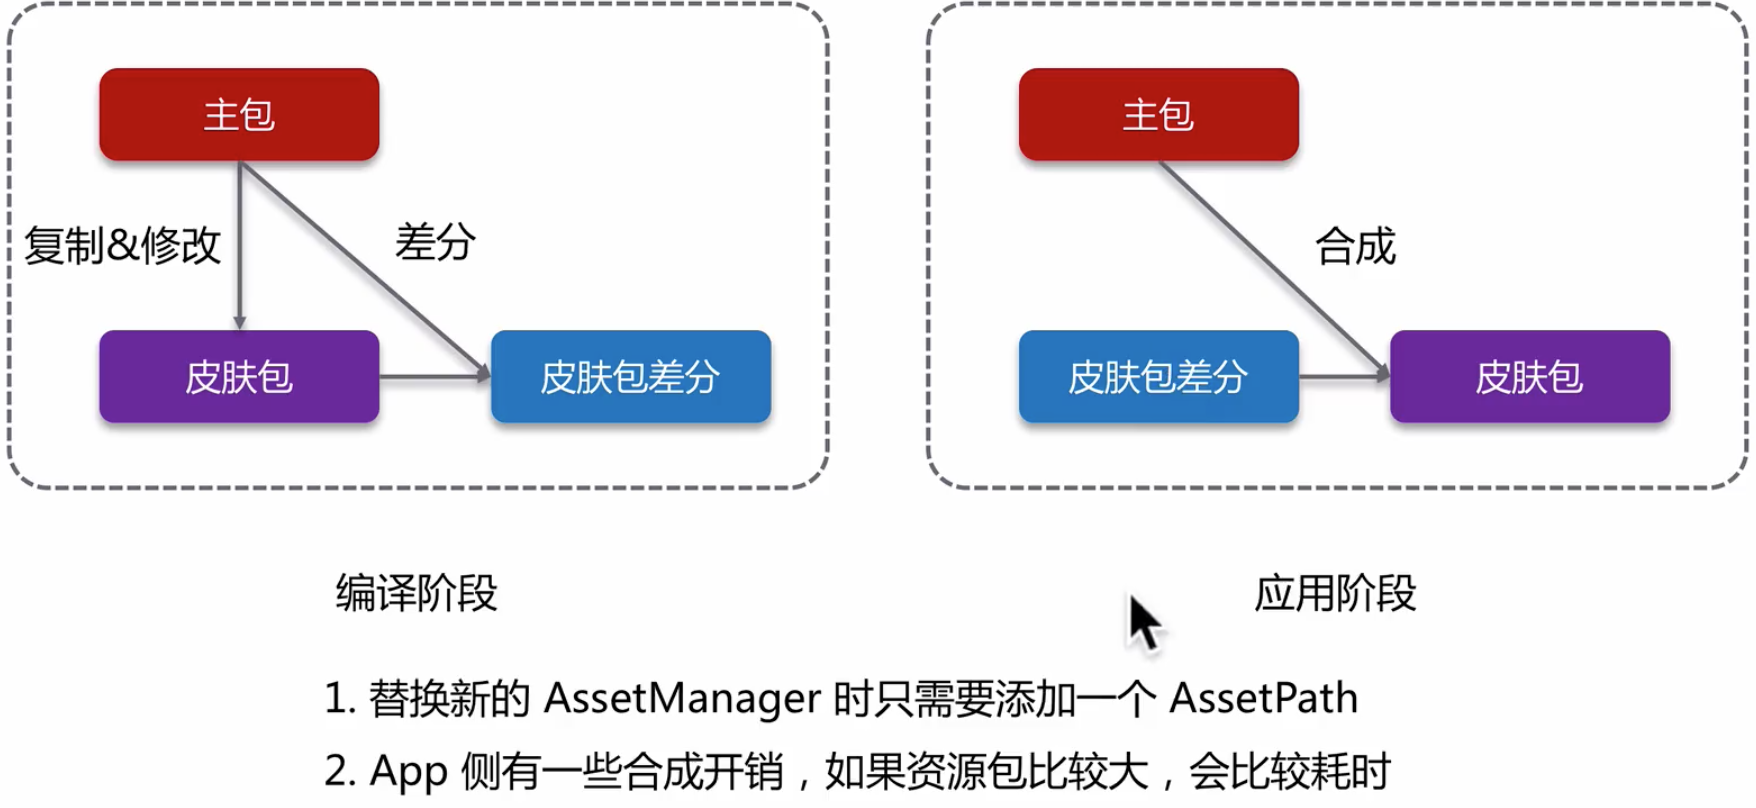 主包
主包
复制&修改
差分
合成
皮肤包
皮肤包差分
皮肤包差分
皮肤包
编译阶段
应用阶段
1. 替换新的 AssetManager 时只需要添加一个 AssetPath
2. App 侧有一些合成开销，如果资源包比较大，会比较耗时